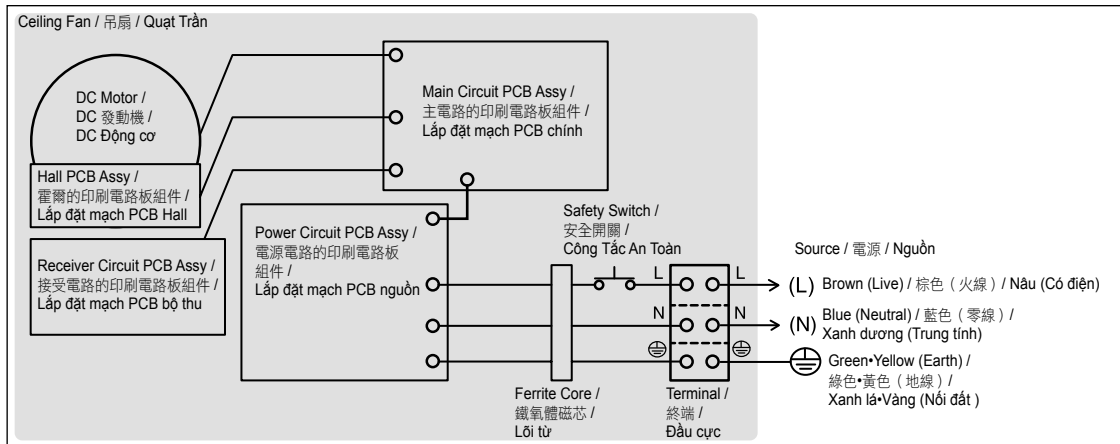 Ceiling Fan / 吊扇 / Quạt Trần
DC Motor /
DC 發動機 /
DC Động cơ
Hall PCB Assy /
霍爾的印刷電路板組件 /
Lắp đặt mạch PCB Hall
Receiver Circuit PCB Assy /
接受電路的印刷電路板組件 /
Lắp đặt mạch PCB bộ thu
Main Circuit PCB Assy /
主電路的印刷電路板組件 /
Lắp đặt mạch PCB chính
Power Circuit PCB Assy /
電源電路的印刷電路板
組件 /
Lắp đặt mạch PCB nguồn
Safety Switch /
安全開關 /
Công Tắc An Toàn
Ferrite Core /
鐵氧體磁芯 /
Lõi từ
L
N
Terminal /
終端 /
Đầu cực
L
N
Source / 電源 / Nguồn
(L) Brown (Live) / 棕色（火線）/ Nâu (Có điện)
(N) Blue (Neutral) / 藍色（零線）/
Xanh dương (Trung tính)
Green•Yellow (Earth) /
綠色•黃色（地線）/
Xanh lá•Vàng (Nối đất )